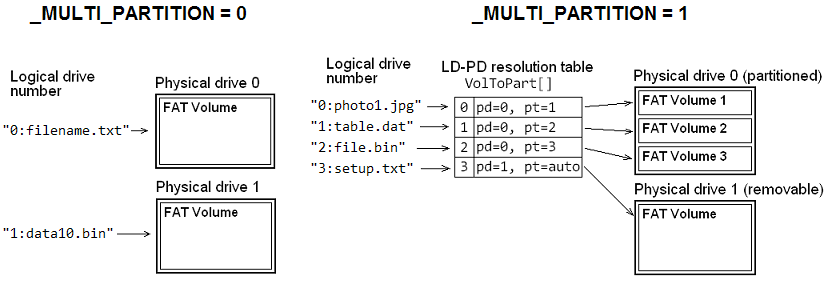 _MULTI_PARTITION = 0
Logical drive
number
Physical drive 0
FAT Volume
"0:filename.txt"
Physical drive 1
FAT Volume
"1:data10.bin"
_MULTI_PARTITION = 1
Logical drive
number
LD-PD resolution table
VolToPart[]
Physical drive 0 (partitioned)
"0:photo1.jpg" 0 pd=0, pt=1 FAT Volume 1
"1:table.dat" 1 pd=0, pt=2 FAT Volume 2
"2:file.bin" 2 pd=0, pt=3 FAT Volume 3
"3:setup.txt" 3 pd=1, pt=auto
Physical drive 1 (removable)
FAT Volume